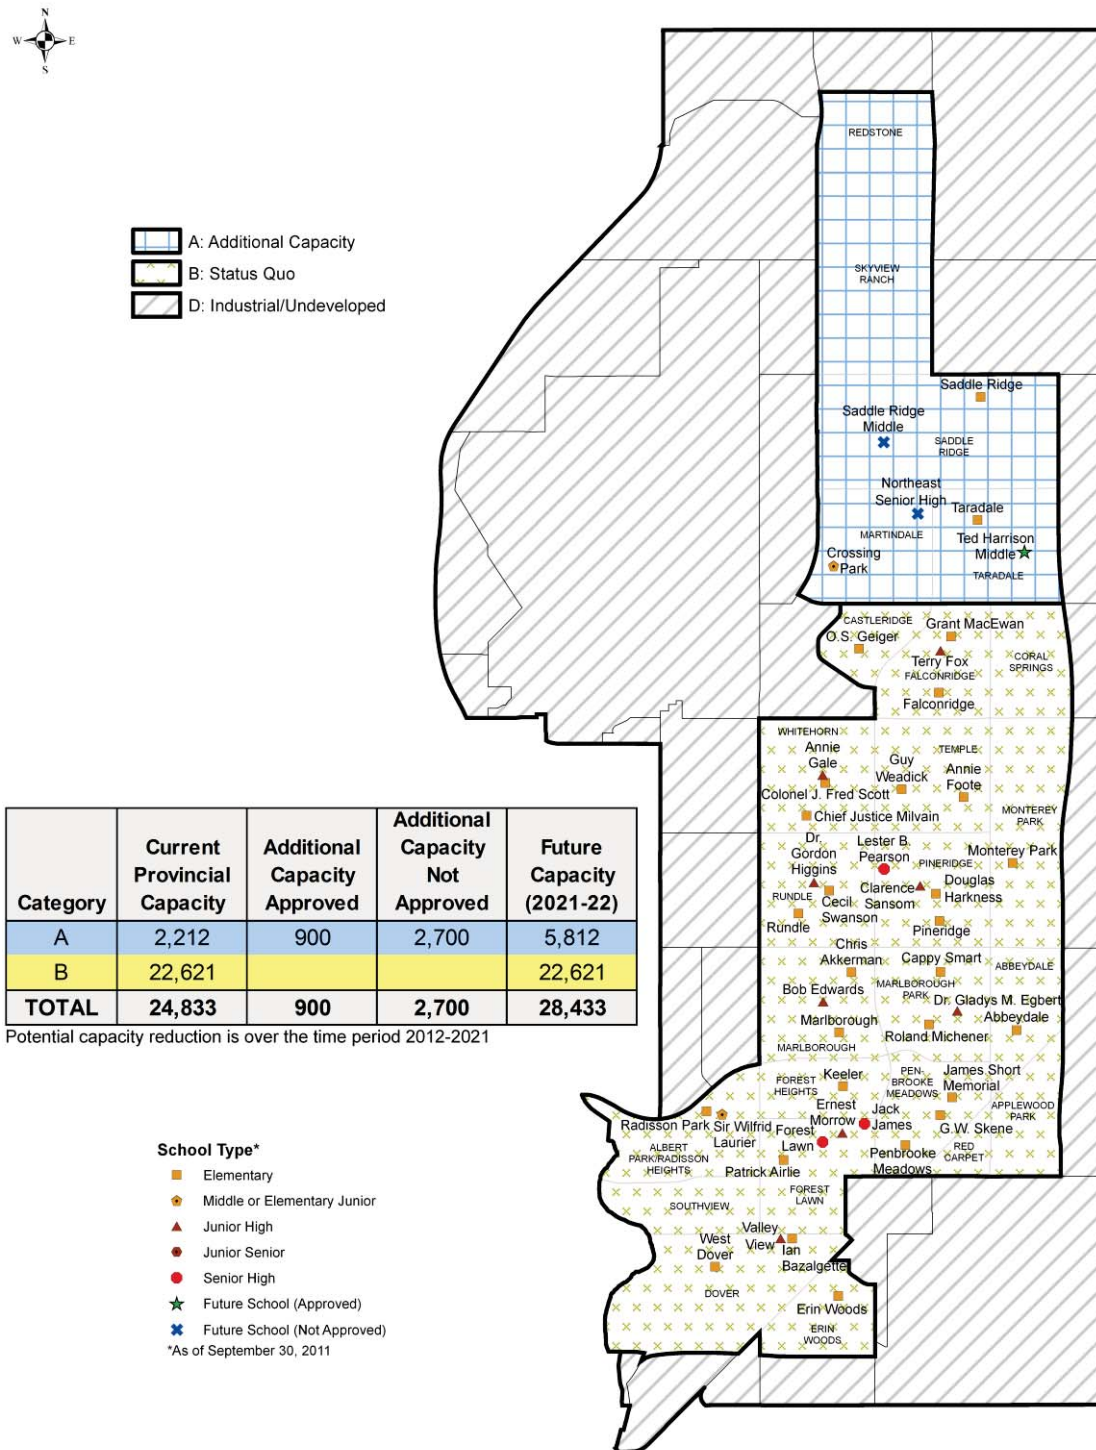 N
W E
S
REDSTONE
A: Additional Capacity
B: Status Quo
D: Industrial/Undeveloped
SKYVIEW
RANCH
Saddle Ridge
Saddle Ridge
Middle
SADDLE
RIDGE
Northeast
Senior High
Taradale
MARTINDALE
Ted Harrison
Middle
Crossing
Park
TARADALE
CASTLERIDGE
Grant MacEwan
O.S. Geiger
CORAL
SPRINGS
Terry Fox
FALCONRIDGE
Falconridge
WHITEHORN
Annie
Gale
TEMPLE
Guy
Weadick
Annie
Foote
Colonel J. Fred Scott
MONTEREY
PARK
Chief Justice Milvain
Dr.
Gordon
Higgins
Lester B.
Pearson
PINERIDGE
Monterey Park
Clarence
Sansom
Douglas
Harkness
RUNDLE
Cecil
Swanson
Rundle
Pineridge
Chris
Akkerman
Cappy Smart
ABBEYDALE
Bob Edwards
MARLBOROUGH
PARK
Dr. Gladys M. Egbert
Abbeydale
Marlborough
Roland Michener
MARLBOROUGH
Keeler
FOREST
HEIGHTS
PEN-
BROOKE
MEADOWS
James Short
Memorial
Ernest
Morrow
Jack
James
APPLEWOOD
PARK
G.W. Skene
Radisson Park
Sir Wilfrid
Laurier
Forest
Lawn
ALBERT
PARK/RADISSON
HEIGHTS
RED
CARPET
Penbrooke
Meadows
Patrick Airlie
FOREST
LAWN
SOUTHVIEW
West
Dover
Valley
View
Ian
Bazalgette
DOVER
Erin Woods
ERIN
WOODS
Category Current Provincial Capacity Additional Capacity Approved Additional Capacity Not Approved Future Capacity (2021-22)
A 2,212 900 2,700 5,812
B 22,621 22,621
TOTAL 24,833 900 2,700 28,433
Potential capacity reduction is over the time period 2012-2021
School Type*
Elementary
Middle or Elementary Junior
Junior High
Junior Senior
Senior High
Future School (Approved)
Future School (Not Approved)
*As of September 30, 2011